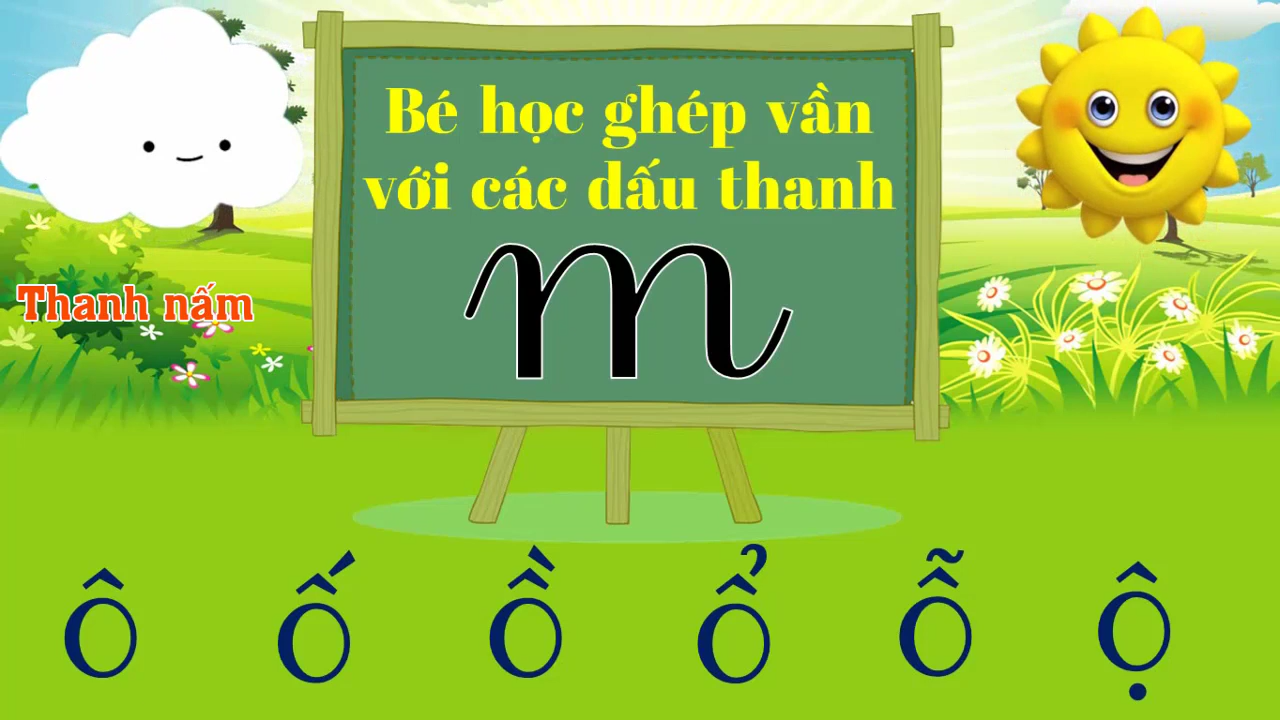 Bé học ghép vần
với các dấu thanh
m
Thanh nấm
ô ố ồ ổ ỗ ộ